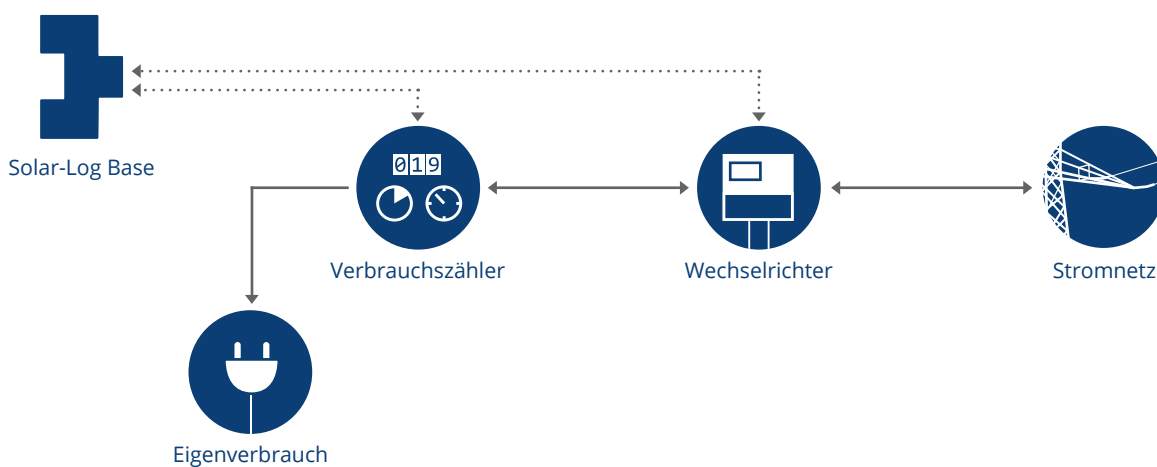 019
Solar-Log Base
Verbrauchszähler
Wechselrichter
Stromnetz
Eigenverbrauch